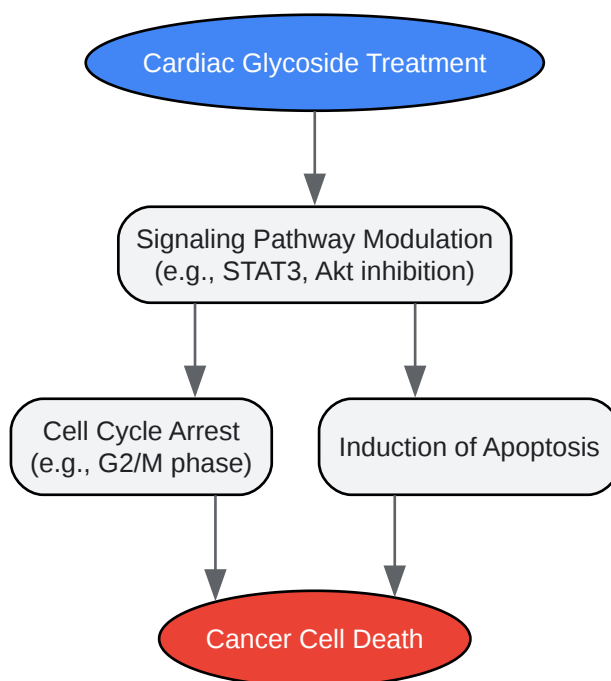 Cardiac Glycoside Treatment
Signaling Pathway Modulation
(e.g., STAT3, Akt inhibition)
Cell Cycle Arrest
(e.g., G2/M phase)
Induction of Apoptosis
Cancer Cell Death